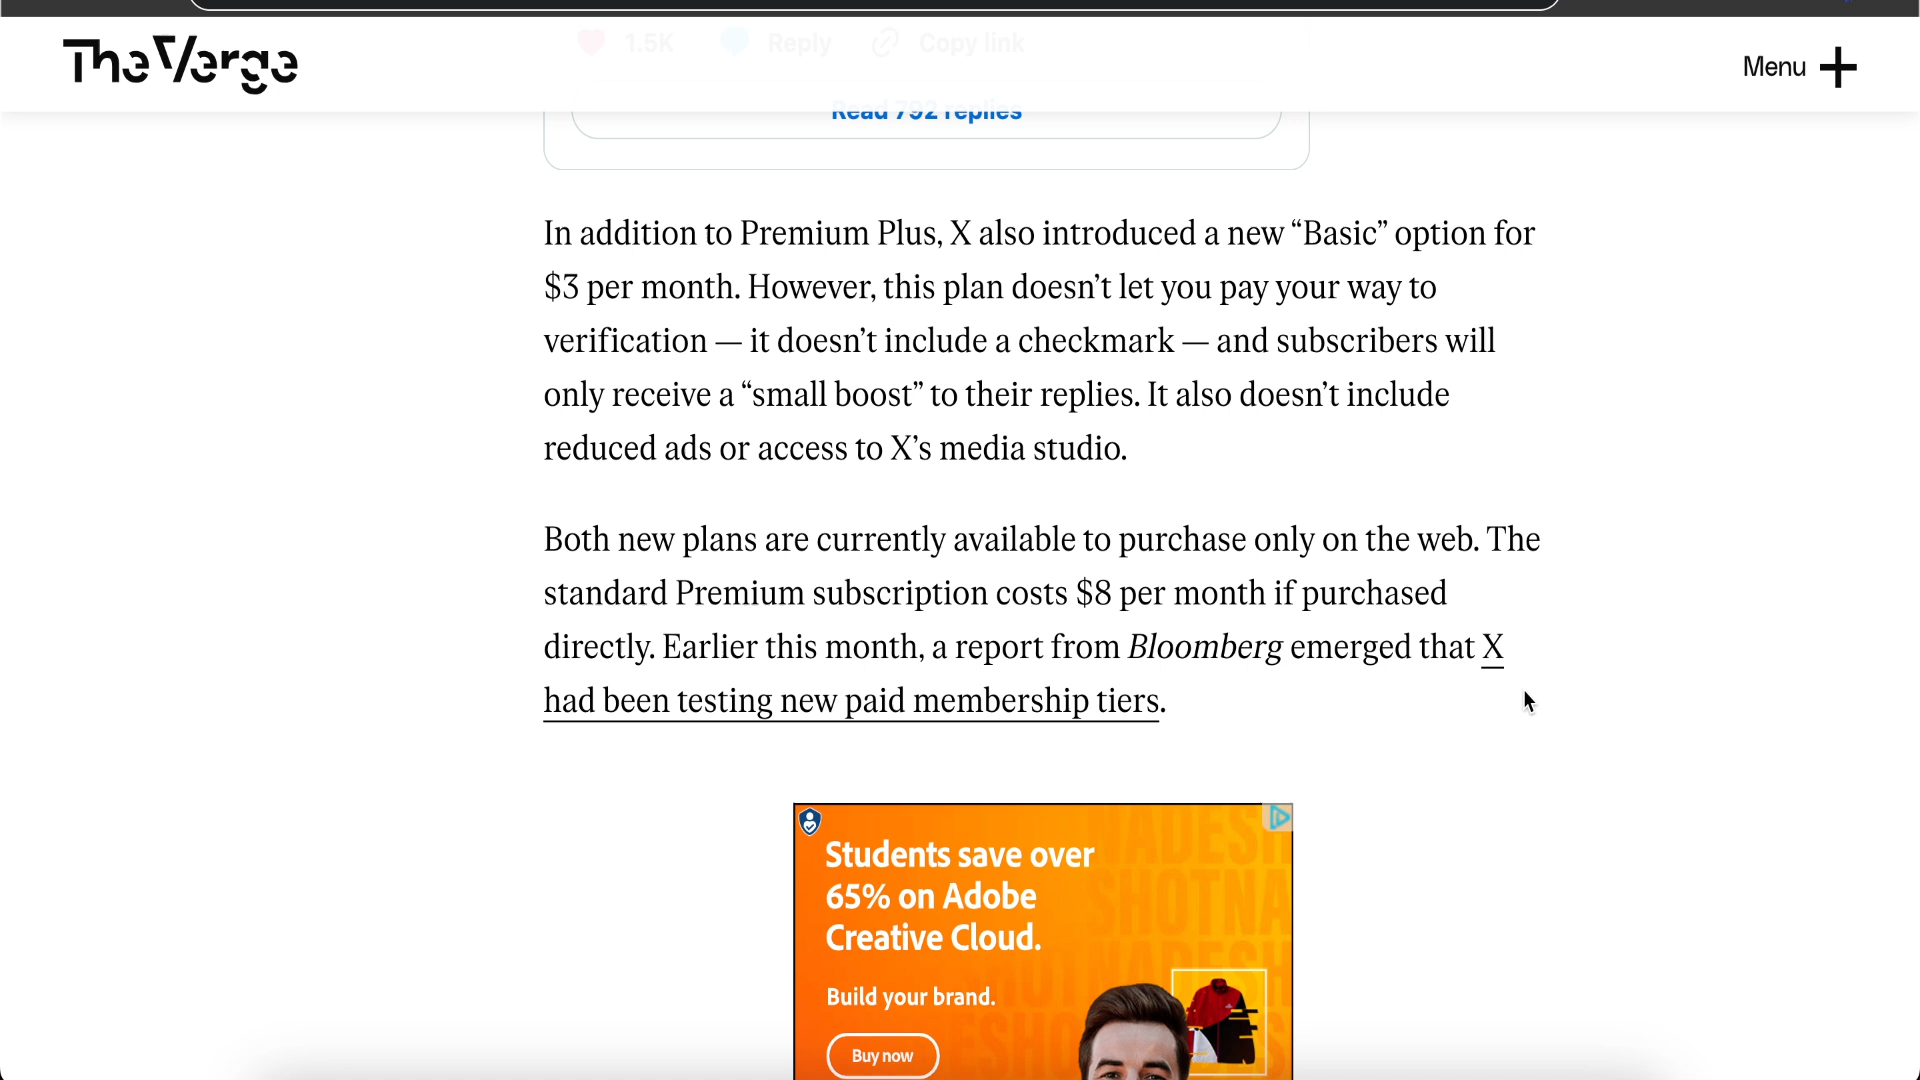 The Verge
1.5K Reply Copy link
Menu
Read 792 replies
In addition to Premium Plus, X also introduced a new “Basic” option for
$3 per month. However, this plan doesn’t let you pay your way to
verification — it doesn’t include a checkmark — and subscribers will
only receive a “small boost” to their replies. It also doesn’t include
reduced ads or access to X’s media studio.
Both new plans are currently available to purchase only on the web. The
standard Premium subscription costs $8 per month if purchased
directly. Earlier this month, a report from Bloomberg emerged that X
had been testing new paid membership tiers.
Students save over
65% on Adobe
Creative Cloud.
Build your brand.
Buy now